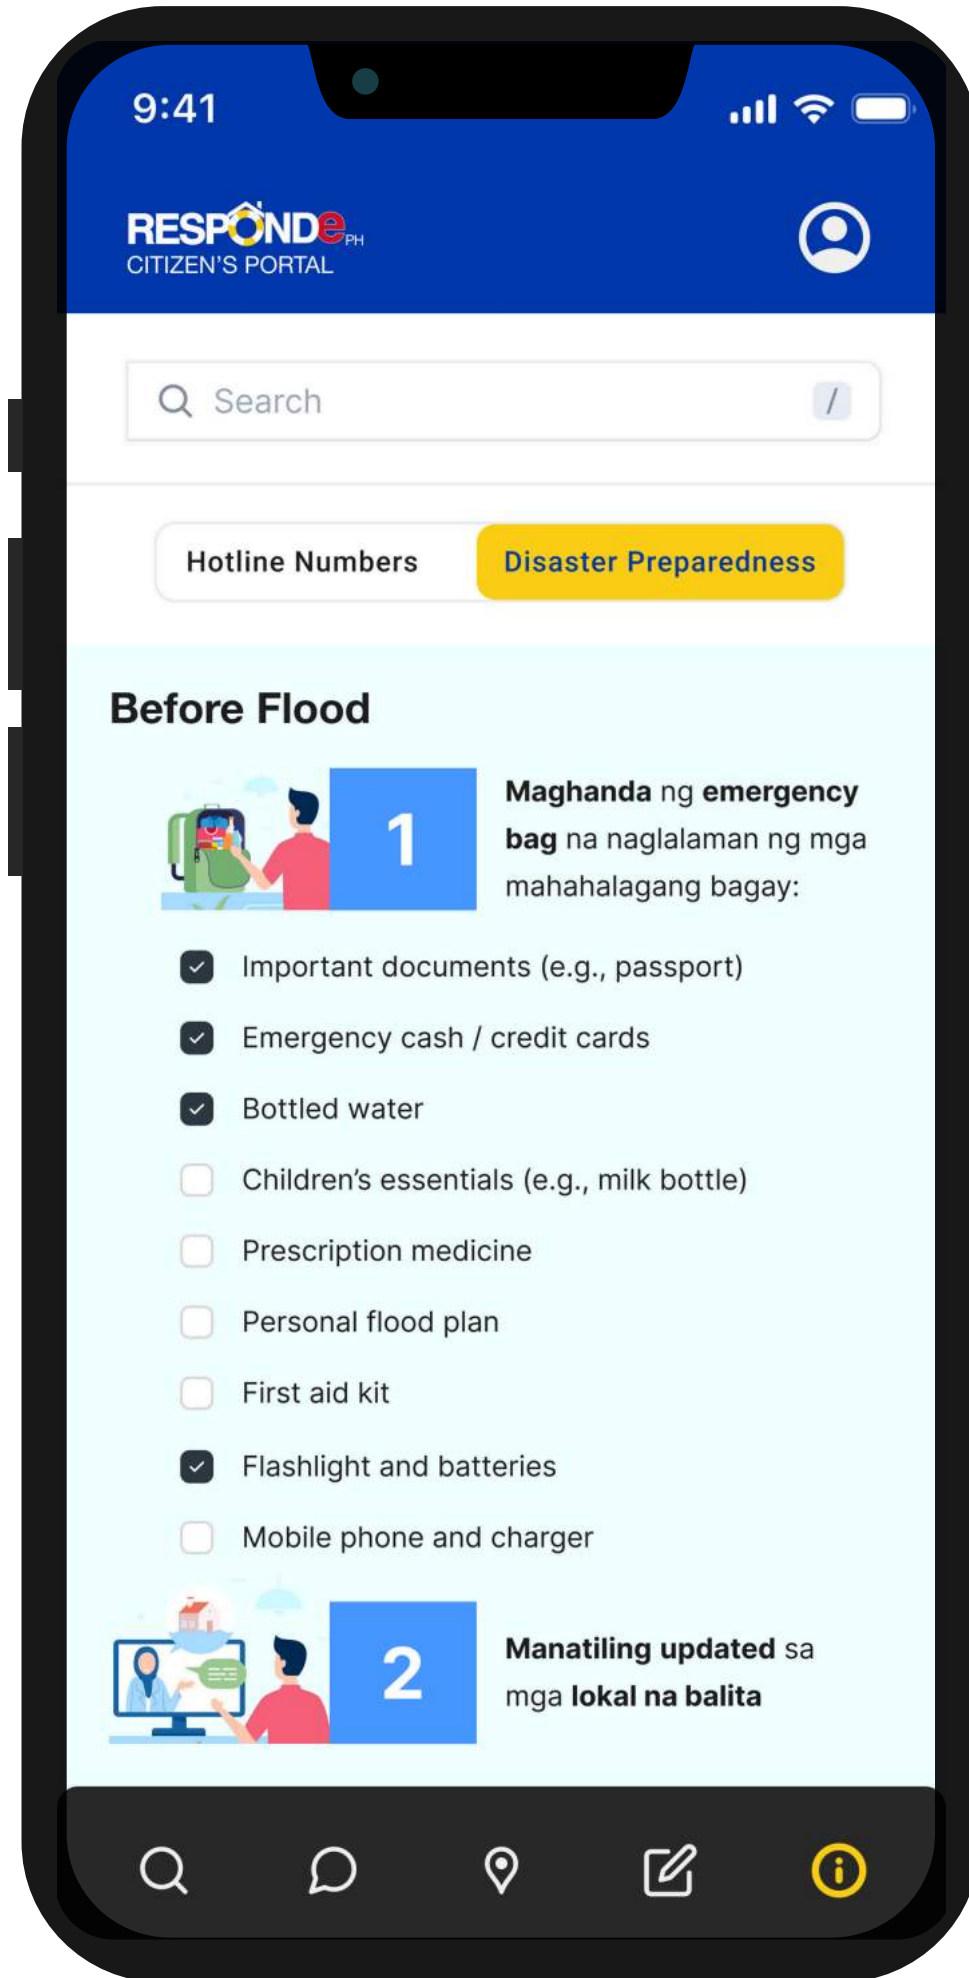 9:41
RESPONDe PH
CITIZEN'S PORTAL
Search /
Hotline Numbers Disaster Preparedness
Before Flood
1
Maghanda ng emergency
bag na naglalaman ng mga
mahahalagang bagay:
Important documents (e.g., passport)
Emergency cash / credit cards
Bottled water
Children's essentials (e.g., milk bottle)
Prescription medicine
Personal flood plan
First aid kit
Flashlight and batteries
Mobile phone and charger
2
Manatiling updated sa
mga lokal na balita